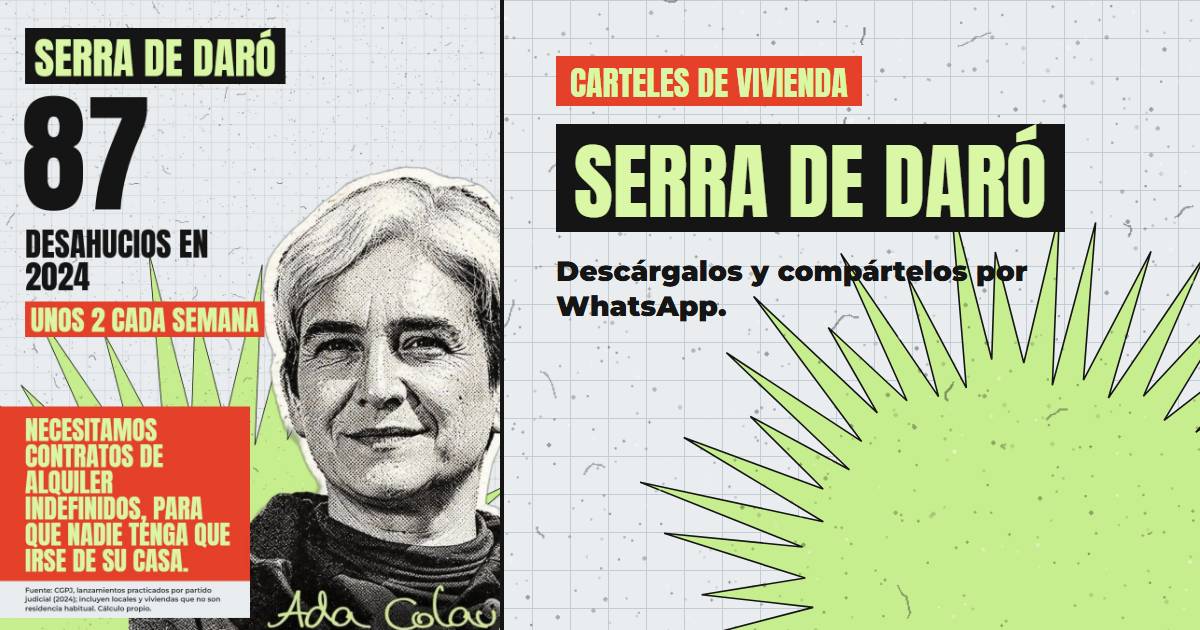 SERRA DE DARÓ
87
DESAHUCIOS EN
2024
UNOS 2 CADA SEMANA
NECESITAMOS
CONTRATOS DE
ALQUILER
INDEFINIDOS, PARA
QUE NADIE TENGA QUE
IRSE DE SU CASA.
Fuente: CGPJ, lanzamientos practicados por partido
judicial (2024); incluyen locales y viviendas que no son
residencia habitual. Cálculo propio.
Ada Colau
CARTELES DE VIVIENDA
SERRA DE DARÓ
Descárgalos y compártelos por
WhatsApp.